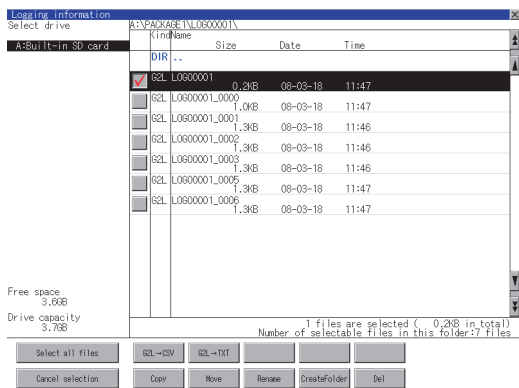 Logging information
Select drive
A:\PACKAGE1\LOG00001\
A:Built-in SD card
Kind Name
Size Date Time
DIR ..
G2L LOG00001
0.2KB 08-03-18 11:47
G2L LOG00001_0000
1.0KB 08-03-18 11:47
G2L LOG00001_0001
1.3KB 08-03-18 11:46
G2L LOG00001_0002
1.3KB 08-03-18 11:46
G2L LOG00001_0003
1.3KB 08-03-18 11:46
G2L LOG00001_0005
1.3KB 08-03-18 11:47
G2L LOG00001_0006
1.3KB 08-03-18 11:47
Free space
3.6GB
Drive capacity
3.7GB
1 files are selected ( 0.2KB in total)
Number of selectable files in this folder:7 files
Select all files G2L→CSV G2L→TXT
Cancel selection Copy Move Rename CreateFolder Del